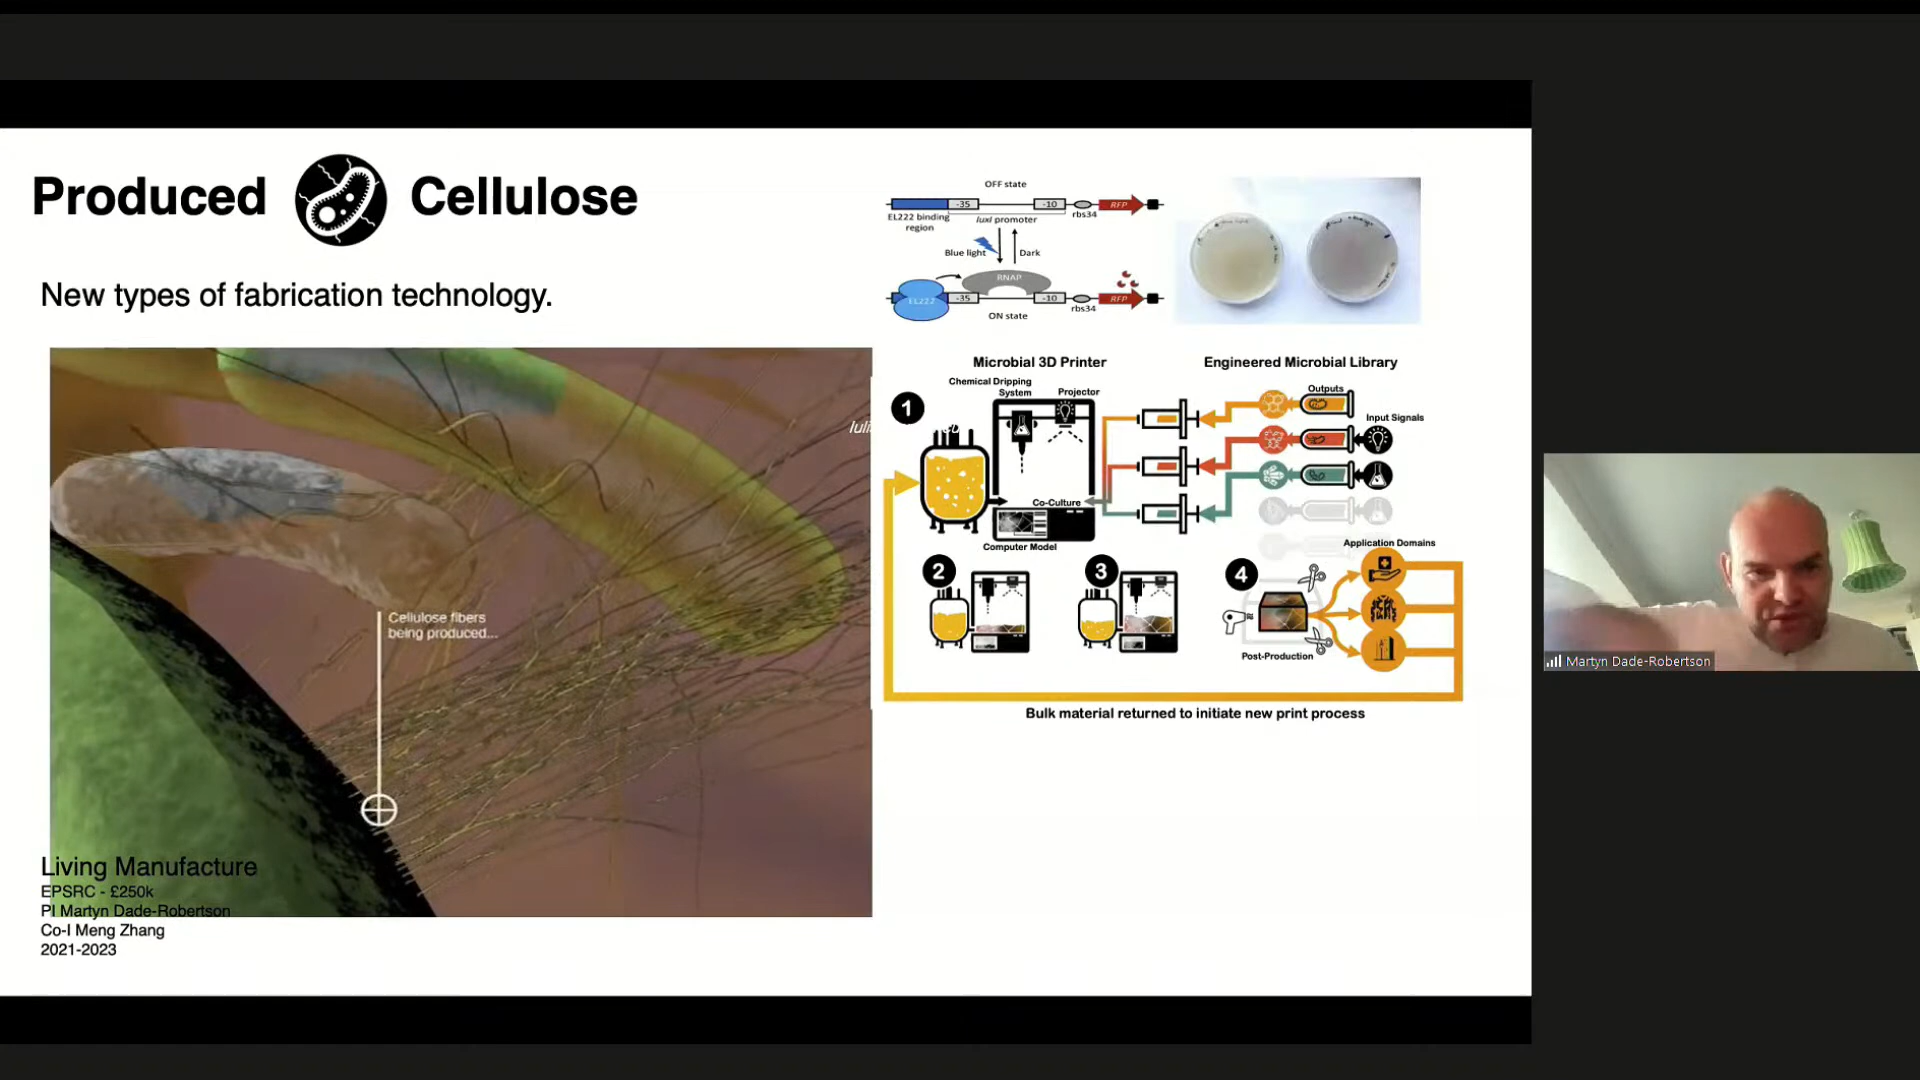 Produced Cellulose
New types of fabrication technology.
Cellulose fibers
being produced...
Living Manufacture
EPSRC - £250k
PI Martyn Dade-Robertson
Co-I Meng Zhang
2021-2023
OFF state
-35
-10
RFP
EL222 binding
region
luxI promoter
rbs34
Blue light
Dark
RNAP
EL222
-35
-10
RFP
rbs34
ON state
Microbial 3D Printer
Engineered Microbial Library
1
Chemical Dripping
System
Projector
Outputs
Input Signals
Co-Culture
Computer Model
2
3
4
Application Domains
Post-Production
Bulk material returned to initiate new print process
Martyn Dade-Robertson